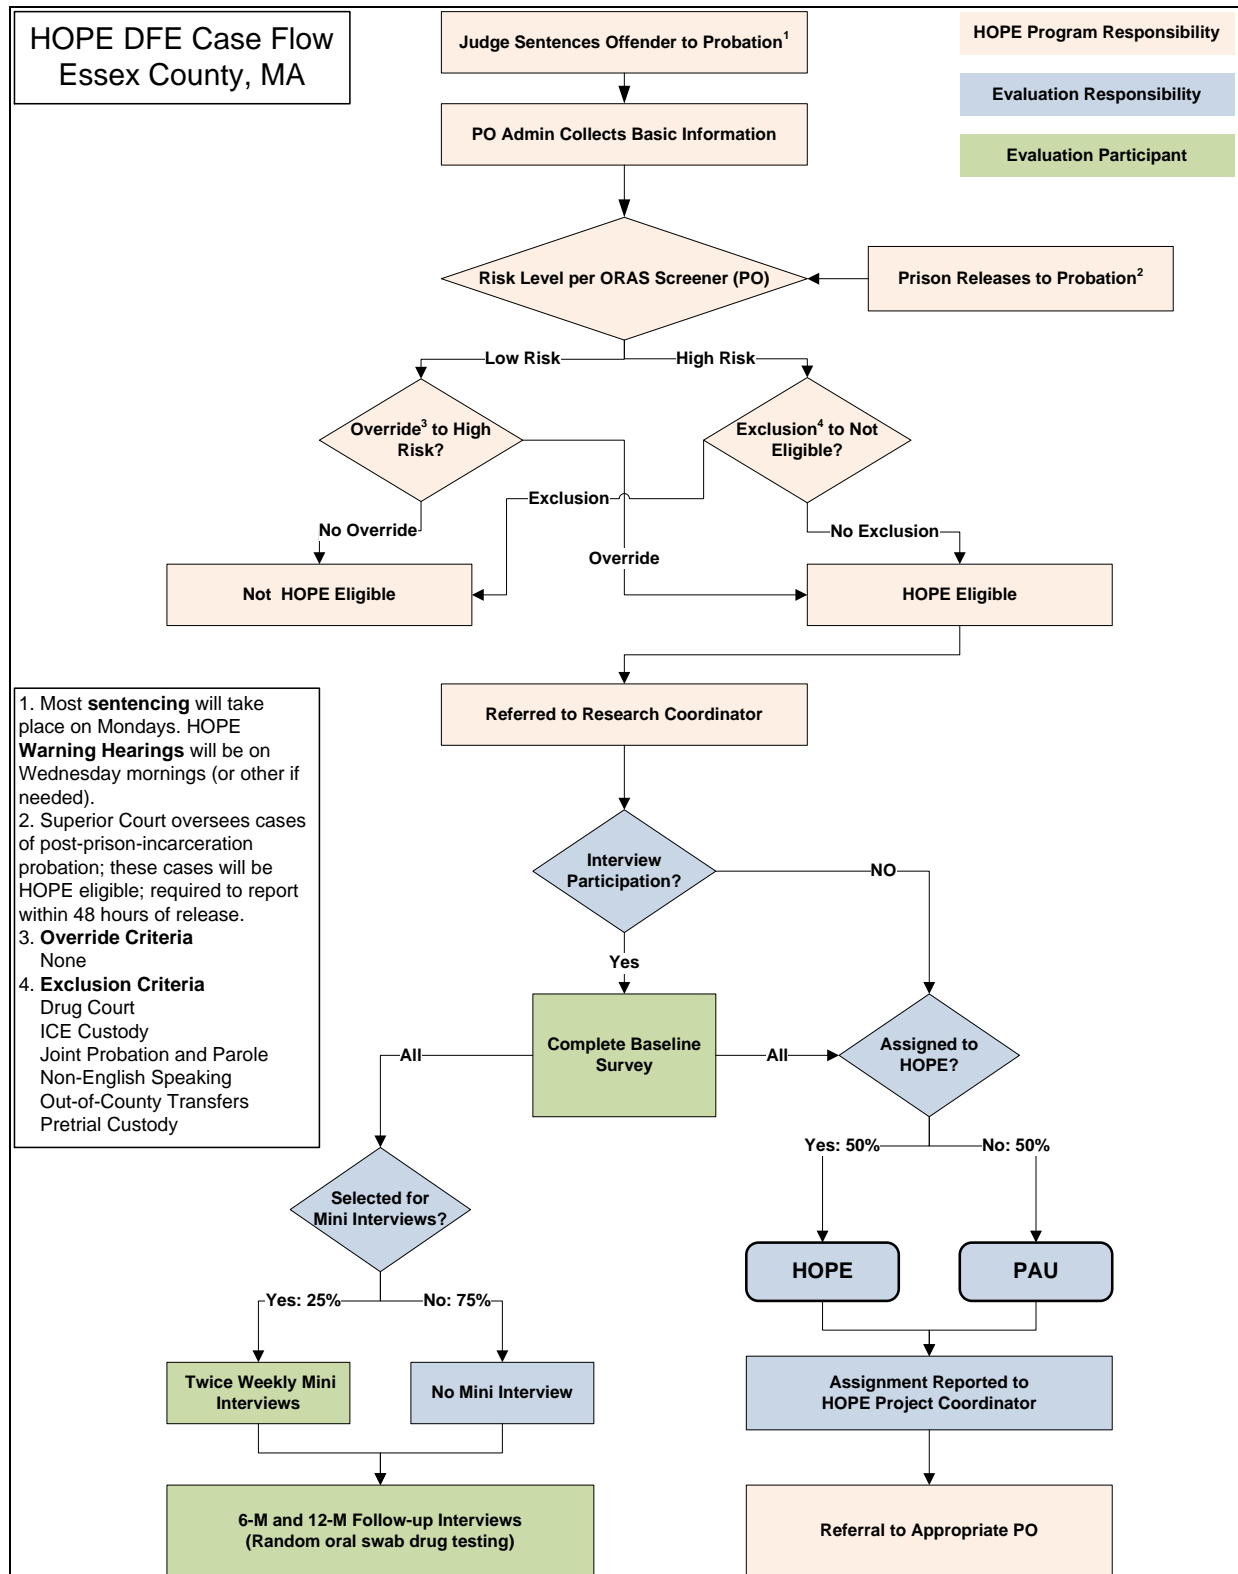 HOPE DFE Case Flow
Essex County, MA
Judge Sentences Offender to Probation1
HOPE Program Responsibility
Evaluation Responsibility
Evaluation Participant
PO Admin Collects Basic Information
Risk Level per ORAS Screener (PO)
Prison Releases to Probation2
Low Risk
High Risk
Override3 to High
Risk?
Exclusion4 to Not
Eligible?
Exclusion
No Override
No Exclusion
Override
Not HOPE Eligible
HOPE Eligible
Referred to Research Coordinator
1. Most sentencing will take
place on Mondays. HOPE
Warning Hearings will be on
Wednesday mornings (or other if
needed).
2. Superior Court oversees cases
of post-prison-incarceration
probation; these cases will be
HOPE eligible; required to report
within 48 hours of release.
3. Override Criteria
None
4. Exclusion Criteria
Drug Court
ICE Custody
Joint Probation and Parole
Non-English Speaking
Out-of-County Transfers
Pretrial Custody
Interview
Participation?
NO
Yes
Complete Baseline
Survey
All
All
Assigned to
HOPE?
Yes: 50%
No: 50%
Selected for
Mini Interviews?
HOPE
PAU
Yes: 25%
No: 75%
Twice Weekly Mini
Interviews
No Mini Interview
Assignment Reported to
HOPE Project Coordinator
6-M and 12-M Follow-up Interviews
(Random oral swab drug testing)
Referral to Appropriate PO